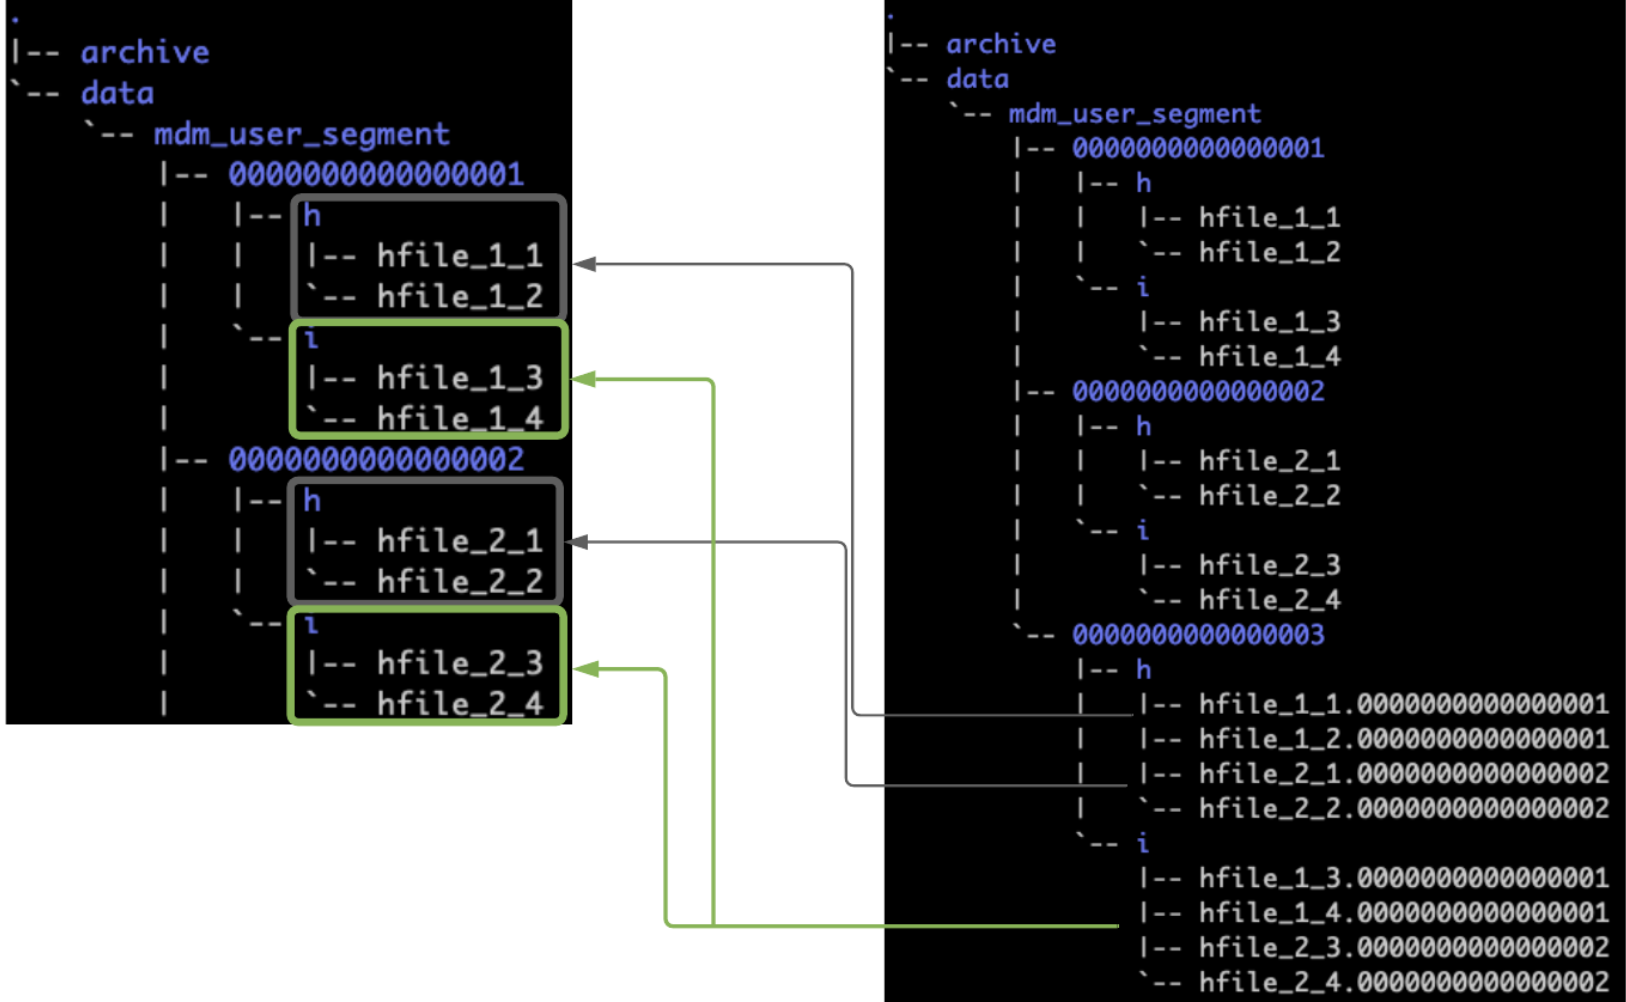 .
|-- archive
`-- data
`-- mdm_user_segment
|-- 0000000000000001
| |-- h
| | |-- hfile_1_1
| | `-- hfile_1_2
| `-- i
| |-- hfile_1_3
| `-- hfile_1_4
|-- 0000000000000002
| |-- h
| | |-- hfile_2_1
| | `-- hfile_2_2
| `-- i
| |-- hfile_2_3
| `-- hfile_2_4
.
|-- archive
`-- data
`-- mdm_user_segment
|-- 0000000000000001
| |-- h
| | |-- hfile_1_1
| | `-- hfile_1_2
| `-- i
| |-- hfile_1_3
| `-- hfile_1_4
|-- 0000000000000002
| |-- h
| | |-- hfile_2_1
| | `-- hfile_2_2
| `-- i
| |-- hfile_2_3
| `-- hfile_2_4
`-- 0000000000000003
|-- h
| |-- hfile_1_1.0000000000000001
| |-- hfile_1_2.0000000000000001
| |-- hfile_2_1.0000000000000002
| `-- hfile_2_2.0000000000000002
`-- i
|-- hfile_1_3.0000000000000001
|-- hfile_1_4.0000000000000001
|-- hfile_2_3.0000000000000002
`-- hfile_2_4.0000000000000002